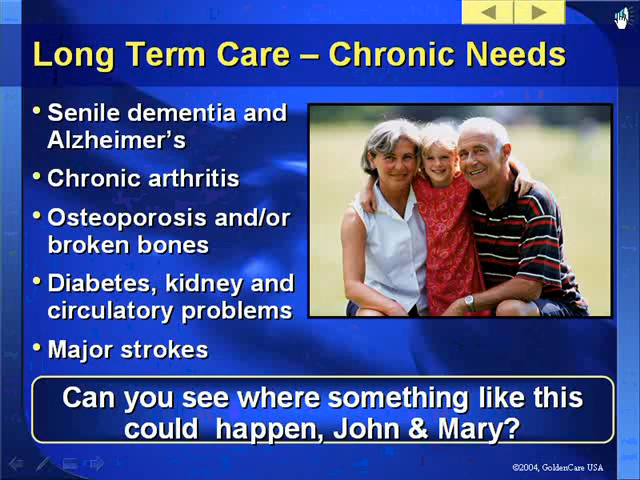 Long Term Care – Chronic Needs
• Senile dementia and
Alzheimer's
• Chronic arthritis
• Osteoporosis and/or
broken bones
• Diabetes, kidney and
circulatory problems
• Major strokes
Can you see where something like this
could happen, John & Mary?
©2004, GoldenCare USA